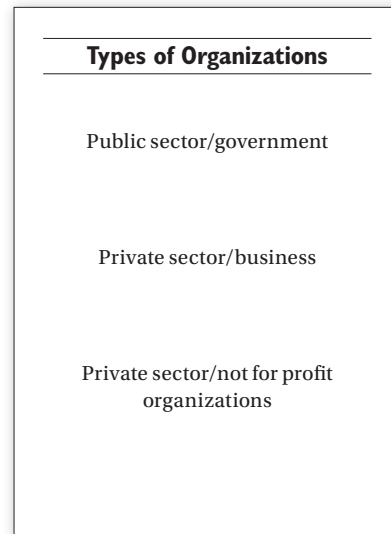 Types of Organizations
Public sector/government
Private sector/business
Private sector/not for profit
organizations